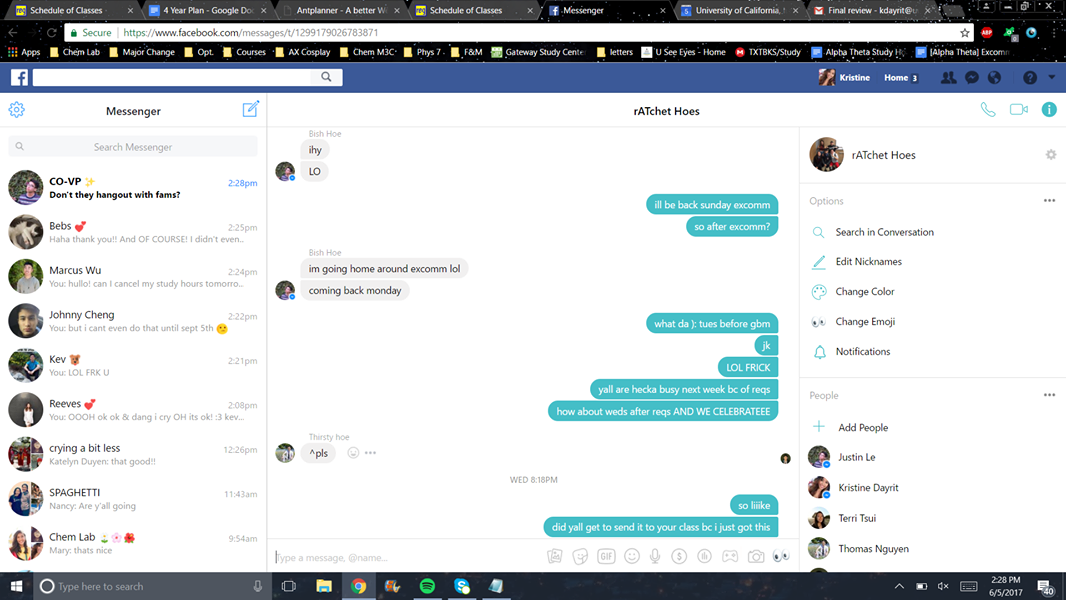 Schedule of Classes
4 Year Plan - Google Doc
Antplanner - A better W
Schedule of Classes
Messenger
University of California,
Final review - kdayrit@u
Secure
https://www.facebook.com/messages/t/1299179026783871
Apps
Chem Lab
Major Change
Opt.
Courses
AX Cosplay
Chem M3C
Phys 7
F&M
Gateway Study Cente
letters
U See Eyes - Home
TXTBKS/Study
Alpha Theta Study H
[Alpha Theta] Excomm
Kristine
Home 3
Messenger
rATchet Hoes
Search Messenger
CO-VP ✨
2:28pm
Don't they hangout with fams?
Bebs 💕
2:25pm
Haha thank you!! And OF COURSE! I didn't even..
Marcus Wu
2:24pm
You: hullo! can I cancel my study hours tomorro..
Johnny Cheng
2:22pm
You: but i cant even do that until sept 5th
Kev 🐻
2:21pm
You: LOL FRK U
Reeves 💕
2:08pm
You: OOOH ok ok & dang i cry OH its ok! :3 kev...
crying a bit less
12:26pm
Katelyn Duyen: that good!!
SPAGHETTI
11:43am
Nancy: Are y'all going
Chem Lab
9:54am
Mary: thats nice
Bish Hoe
ihy
LO
ill be back sunday excomm
so after excomm?
Bish Hoe
im going home around excomm lol
coming back monday
what da ): tues before gbm
jk
LOL FRICK
yall are hecka busy next week bc of reqs
how about weds after reqs AND WE CELEBRATEEE
Thirsty hoe
^pls
WED 8:18PM
so liiike
did yall get to send it to your class bc i just got this
Type a message, @name...
GIF
rATchet Hoes
Options
Search in Conversation
Edit Nicknames
Change Color
Change Emoji
Notifications
People
Add People
Justin Le
Kristine Dayrit
Terri Tsui
Thomas Nguyen
Type here to search
2:28 PM
6/5/2017
40